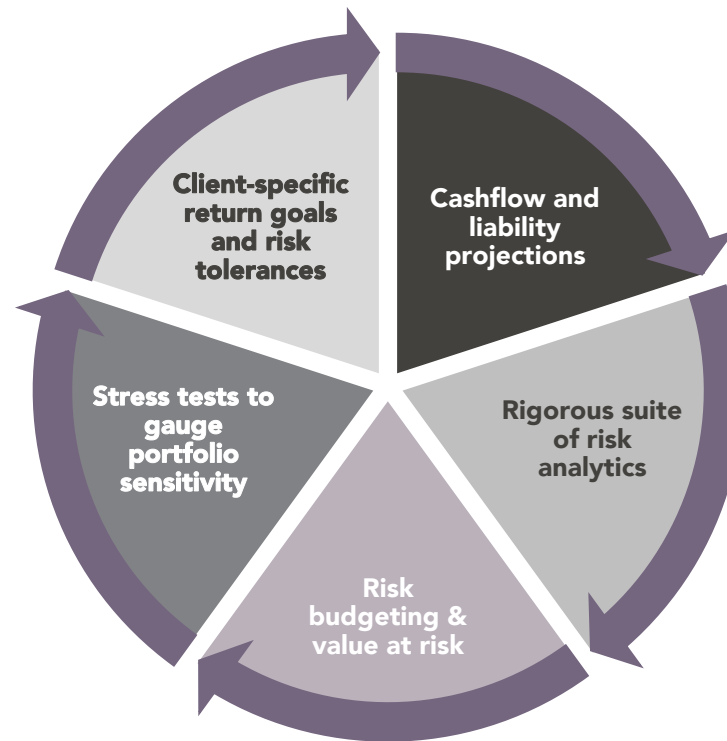 Client-specific
return goals
and risk
tolerances
Cashflow and
liability
projections
Rigorous suite
of risk
analytics
Risk
budgeting &
value at risk
Stress tests to
gauge
portfolio
sensitivity